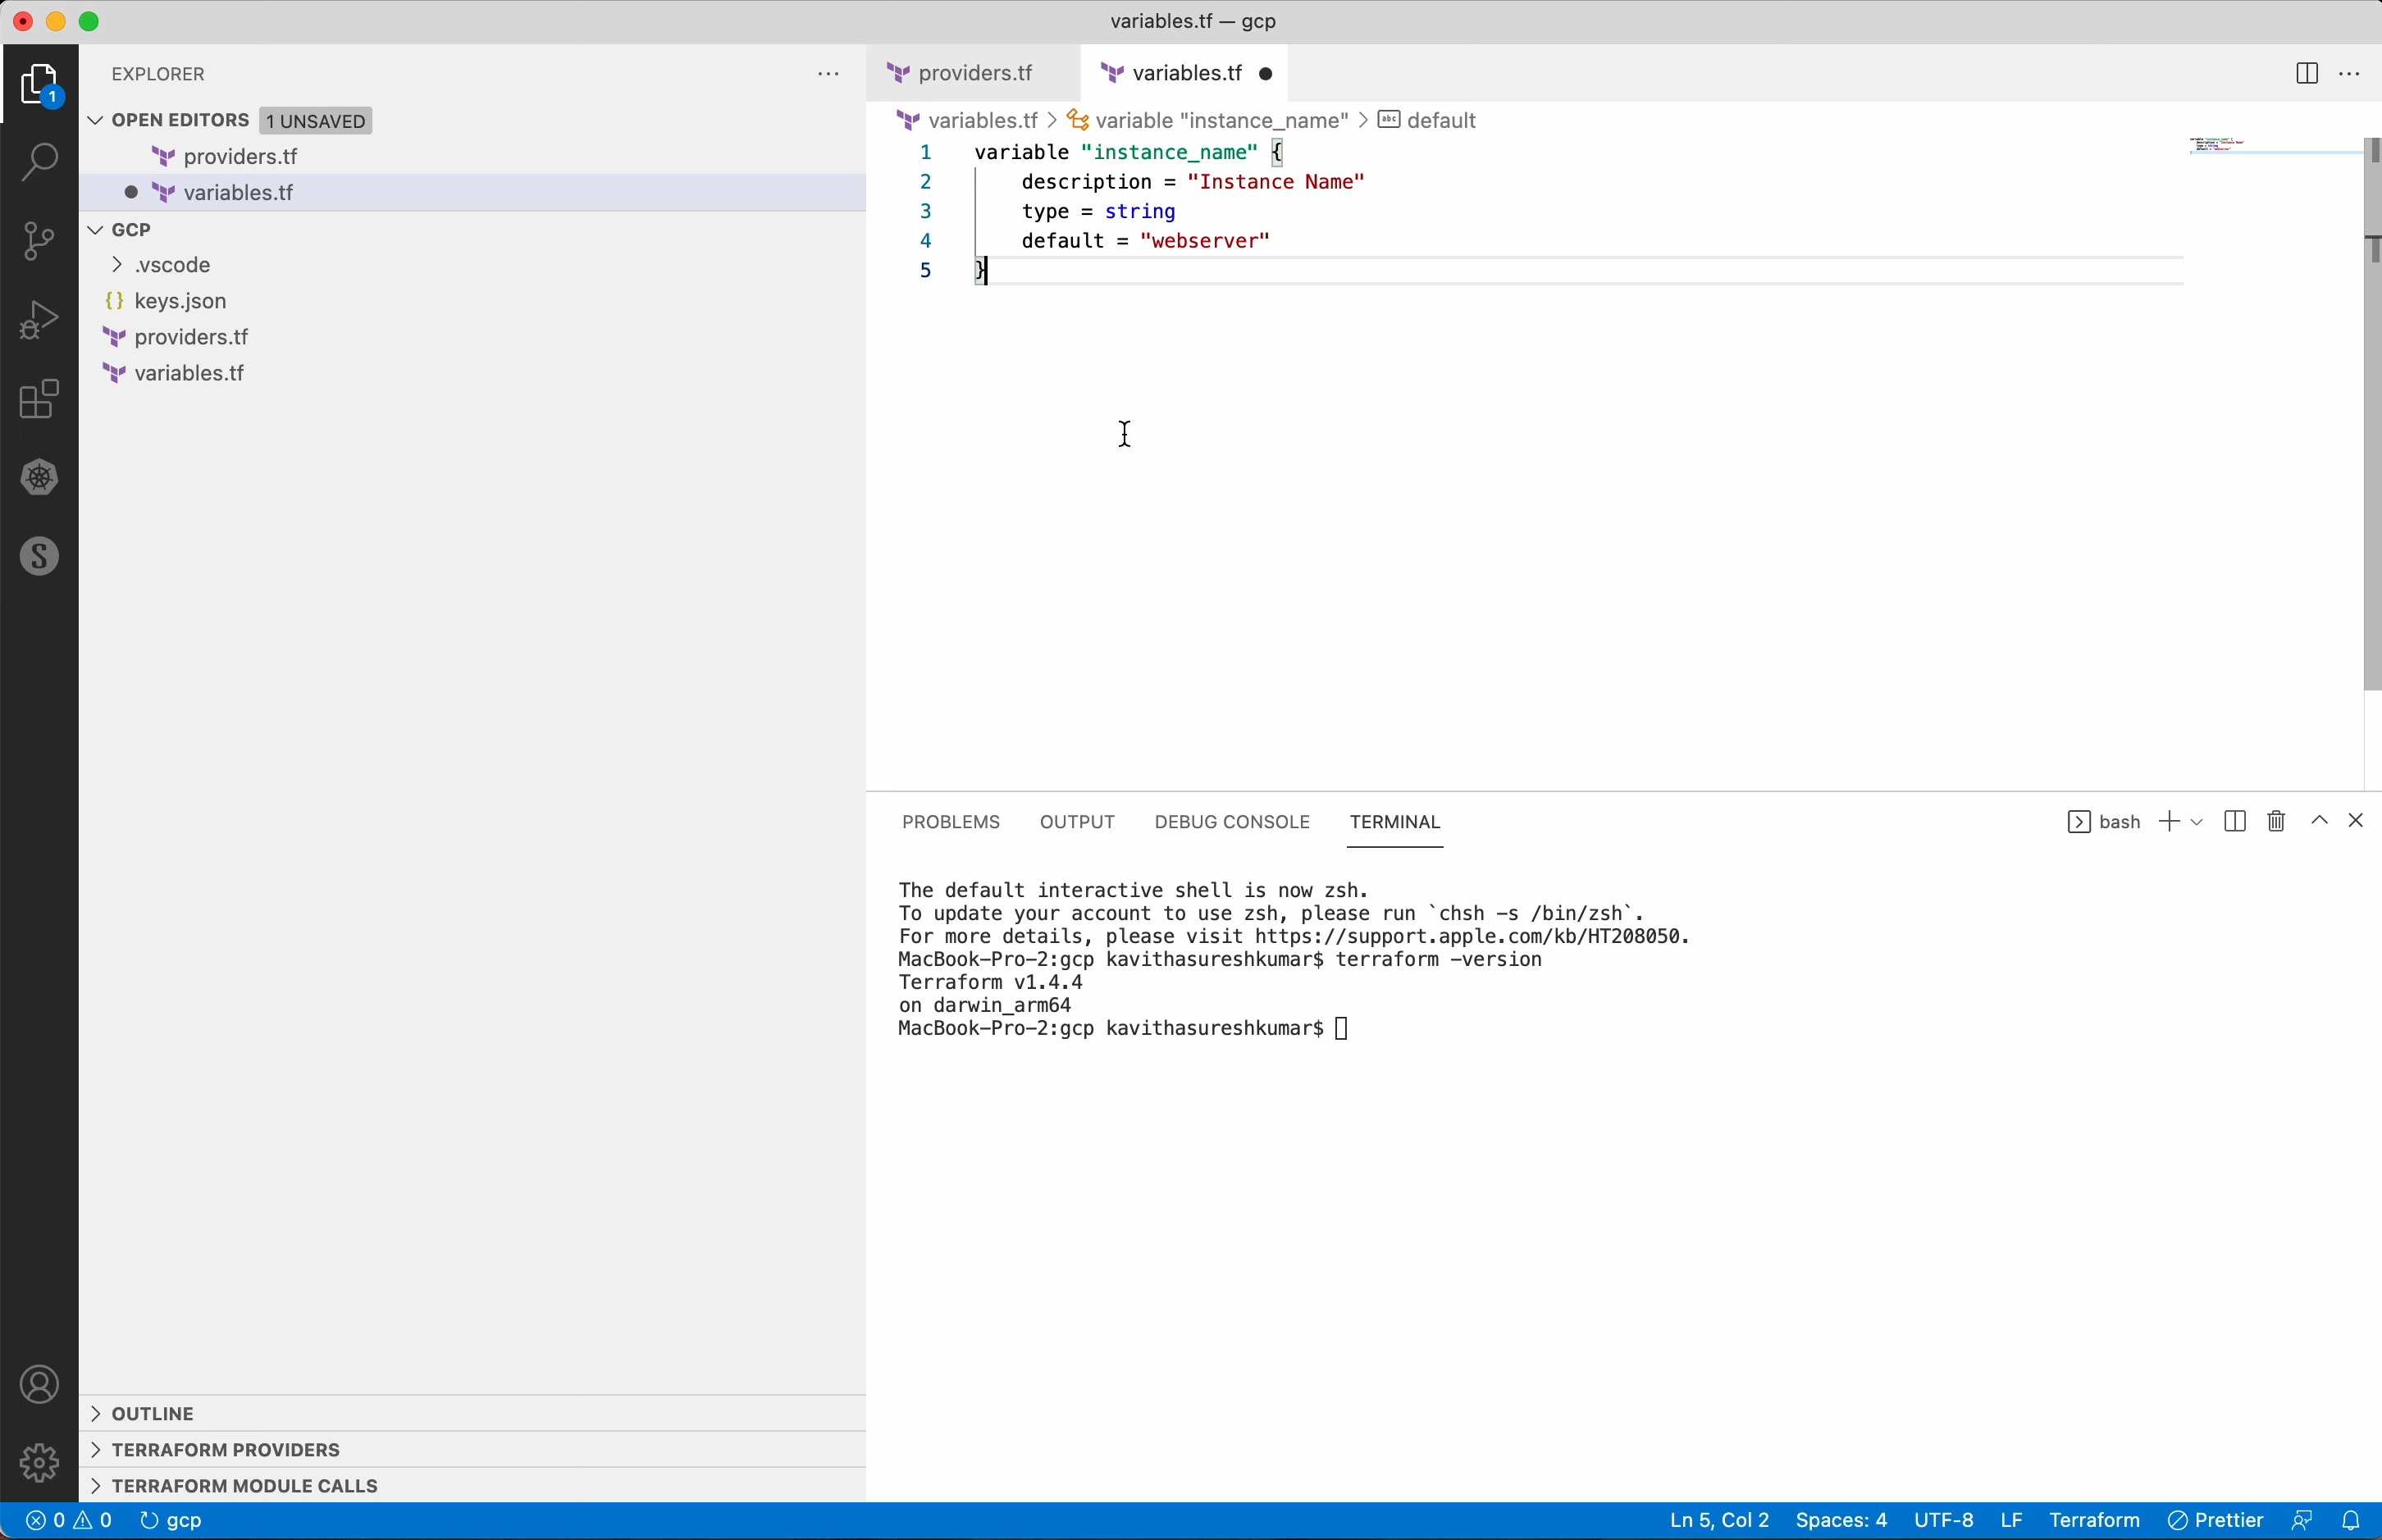 variables.tf — gcp
EXPLORER
OPEN EDITORS 1 UNSAVED
providers.tf
variables.tf
GCP
.vscode
{} keys.json
providers.tf
variables.tf
OUTLINE
TERRAFORM PROVIDERS
TERRAFORM MODULE CALLS
1
S
providers.tf variables.tf
variables.tf > variable "instance_name" > abc default
1 variable "instance_name" {
2 description = "Instance Name"
3 type = string
4 default = "webserver"
5 }
PROBLEMS OUTPUT DEBUG CONSOLE TERMINAL bash
The default interactive shell is now zsh.
To update your account to use zsh, please run `chsh -s /bin/zsh`.
For more details, please visit https://support.apple.com/kb/HT208050.
MacBook-Pro-2:gcp kavithasureshkumar$ terraform -version
Terraform v1.4.4
on darwin_arm64
MacBook-Pro-2:gcp kavithasureshkumar$
0 0 gcp Ln 5, Col 2 Spaces: 4 UTF-8 LF Terraform Prettier